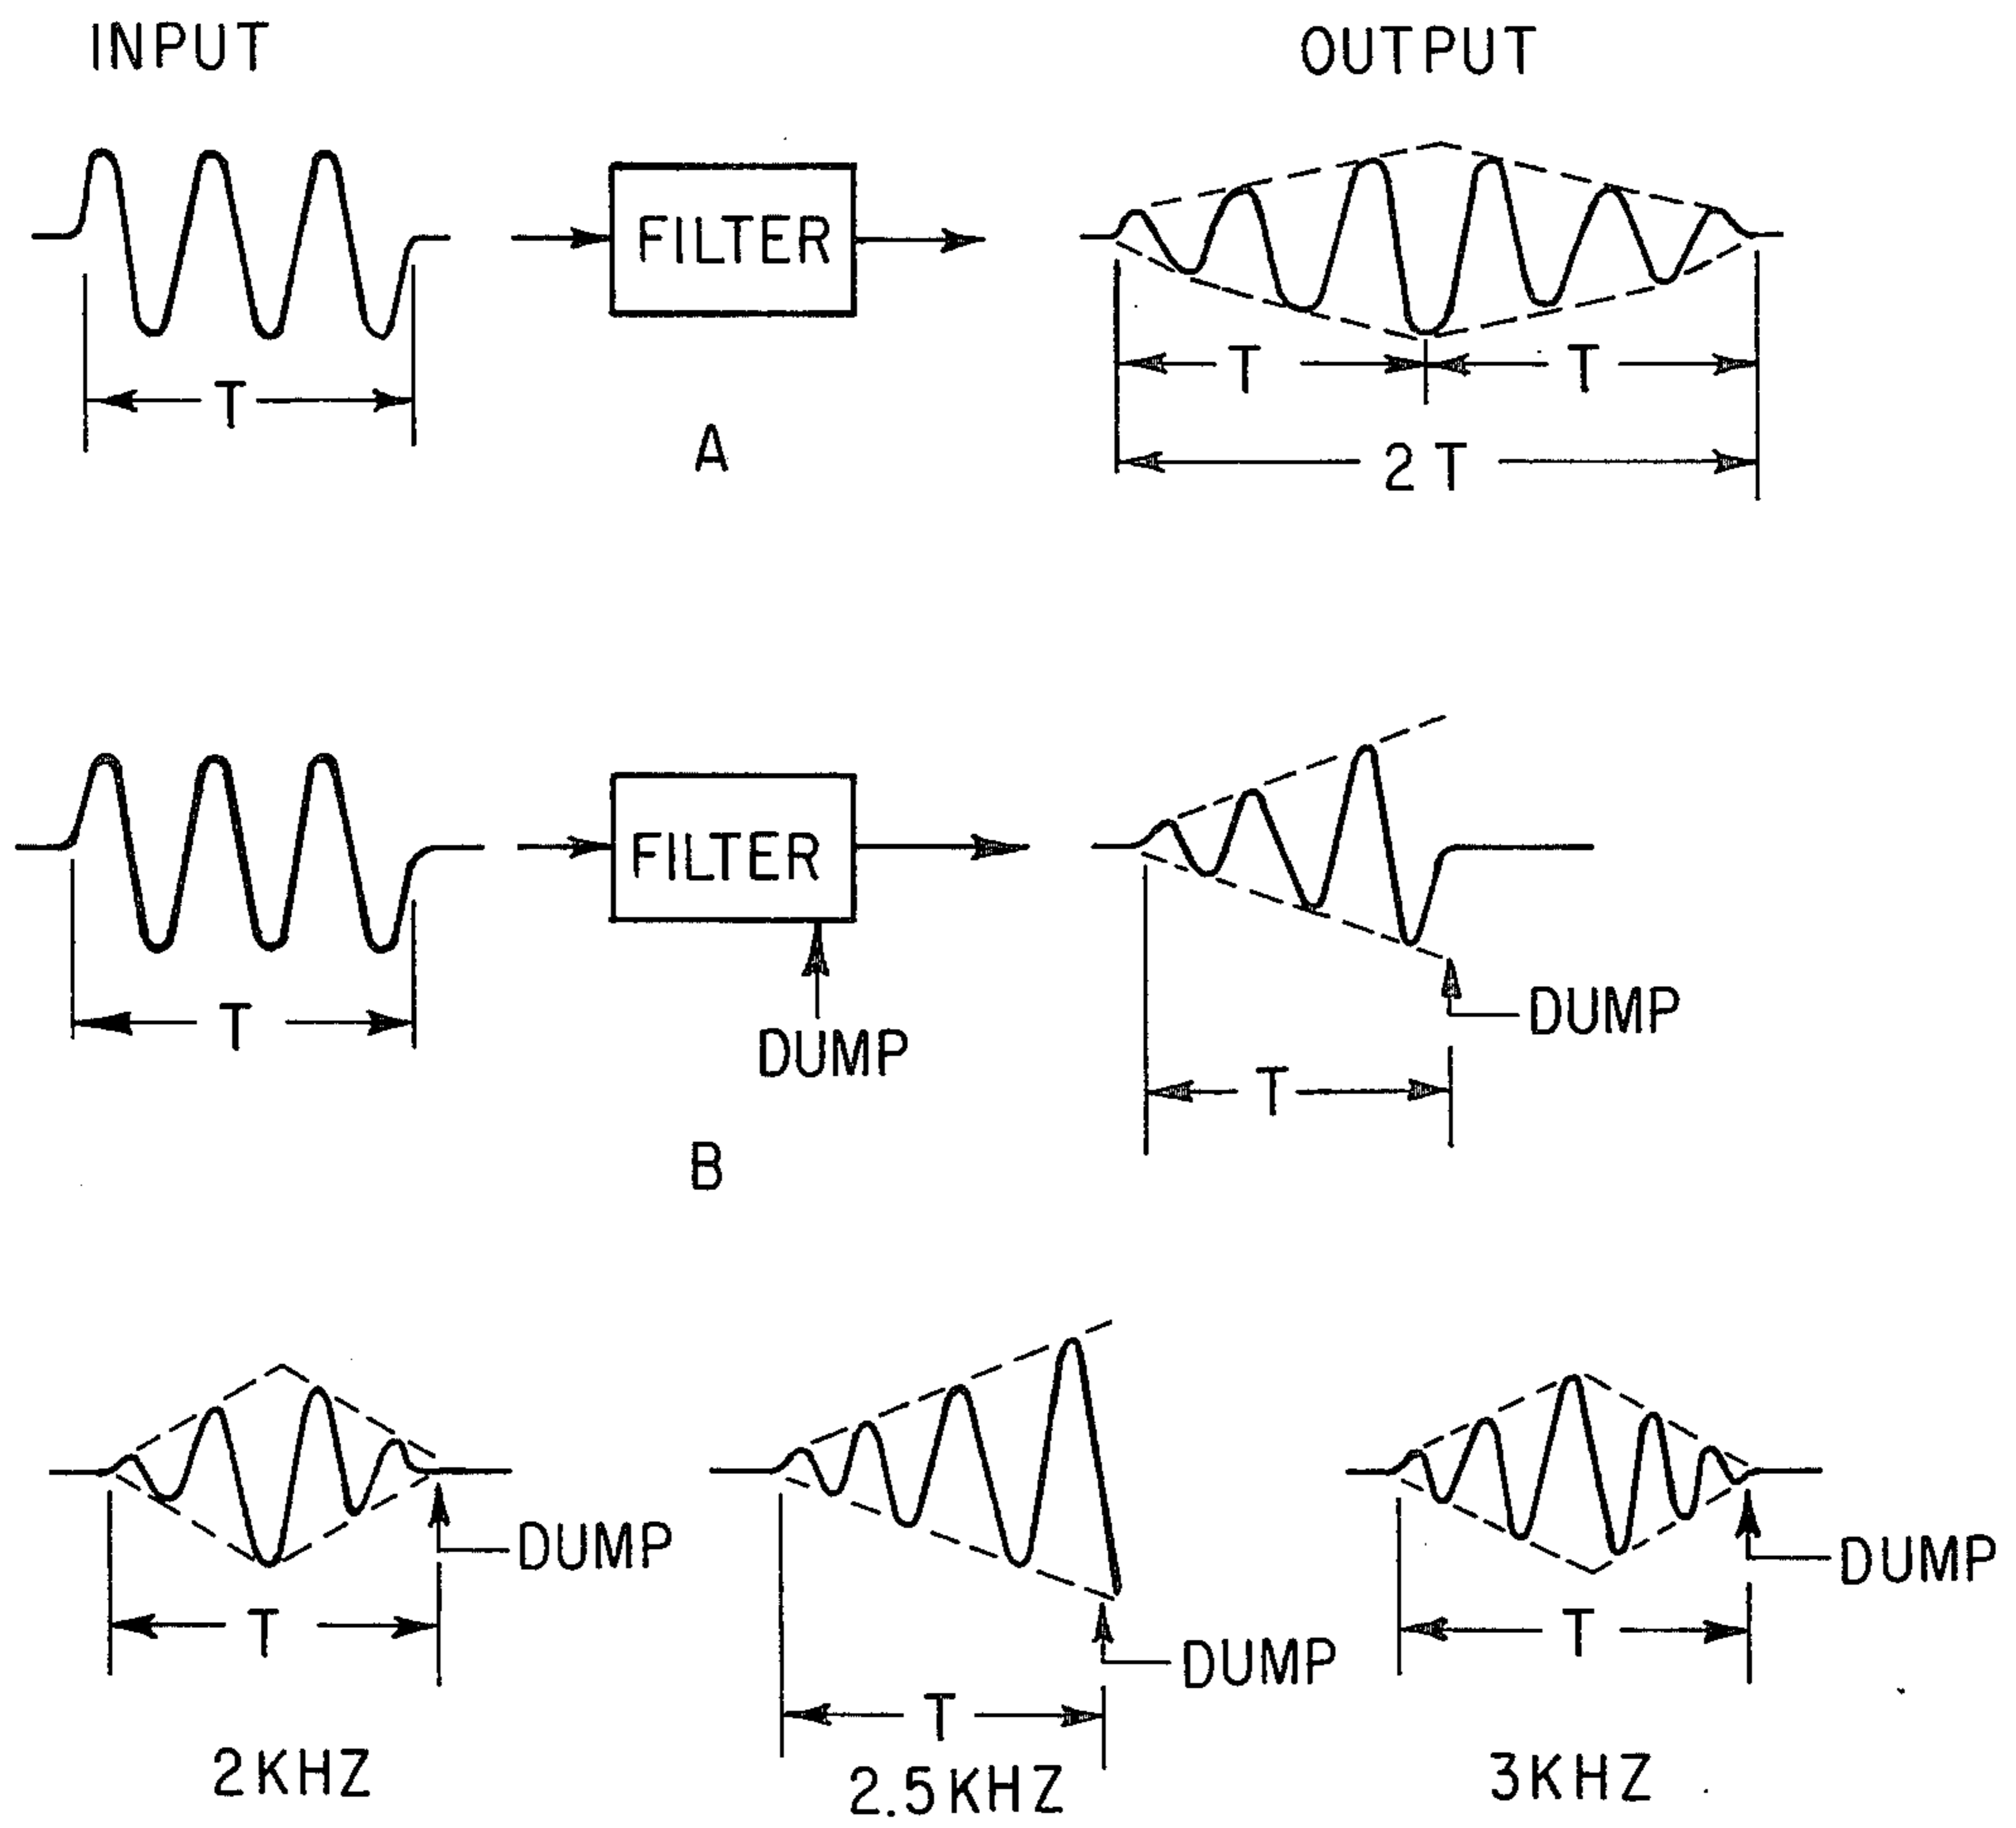 INPUT
OUTPUT
FILTER
T
T
T
A
2T
FILTER
T
DUMP
DUMP
T
B
DUMP
T
2KHZ
DUMP
T
2.5KHZ
DUMP
T
3KHZ